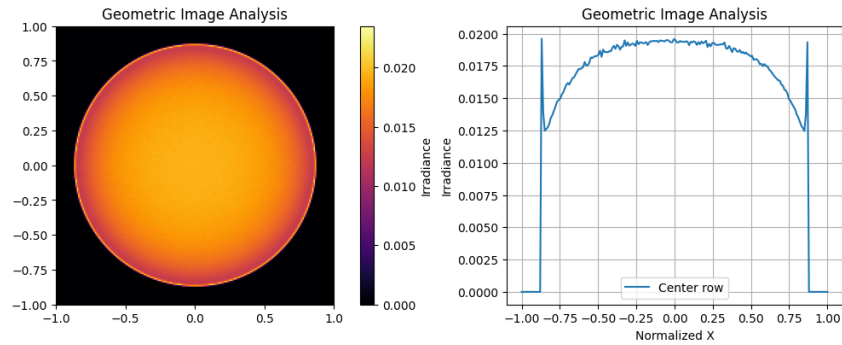 Geometric Image Analysis
1.00
0.75
0.50
0.25
0.00
−0.25
−0.50
−0.75
−1.00
−1.0 −0.5 0.0 0.5 1.0
0.020
0.015
0.010
0.005
0.000
Irradiance
Geometric Image Analysis
Irradiance
0.0200
0.0175
0.0150
0.0125
0.0100
0.0075
0.0050
0.0025
0.0000
Center row
−1.00 −0.75 −0.50 −0.25 0.00 0.25 0.50 0.75 1.00
Normalized X